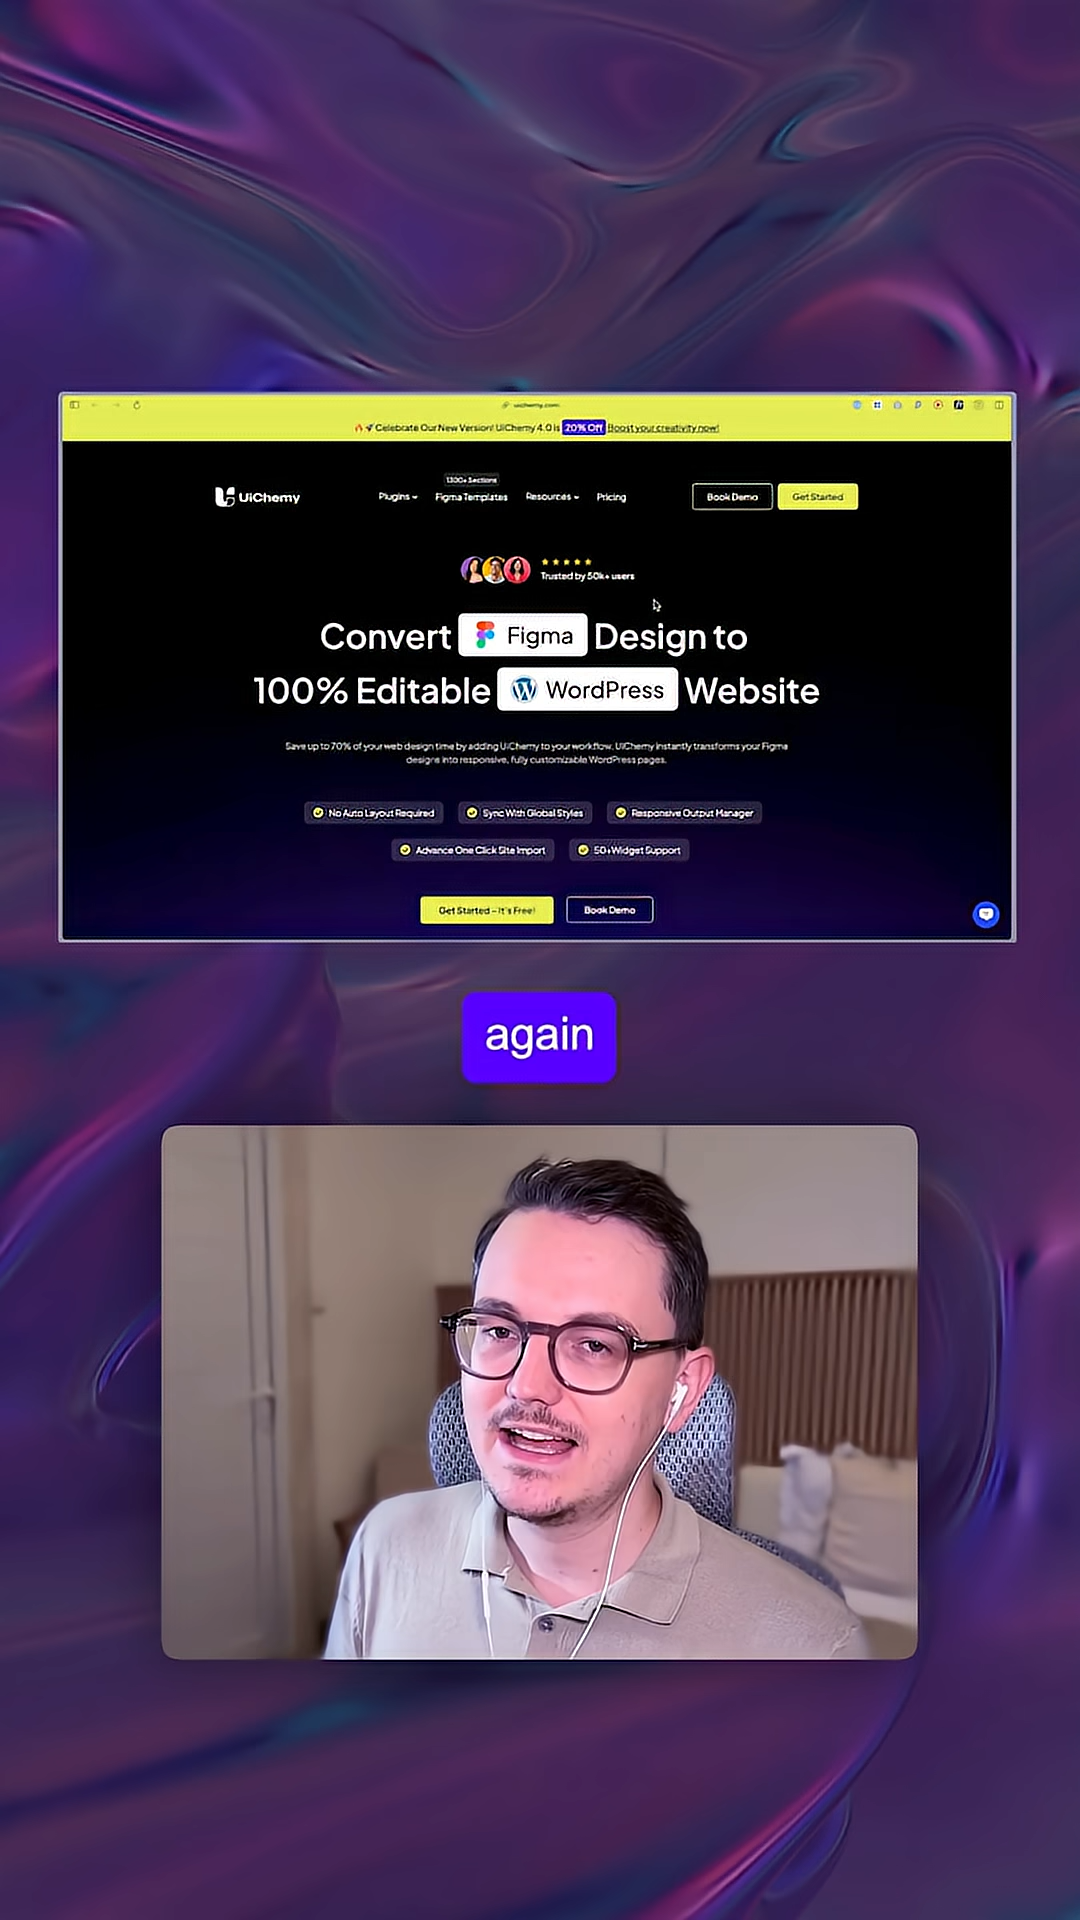 uichemy.com
Celebrate Our New Version! UiChemy 4.0 is 20% Off Boost your creativity now!
1300+ Sections
UiChemy Plugins Figma Templates Resources Pricing Book Demo Get Started
Trusted by 50k+ users
Convert Figma Design to
100% Editable WordPress Website
Save up to 70% of your web design time by adding UiChemy to your workflow. UiChemy instantly transforms your Figma
designs into responsive, fully customizable WordPress pages.
No Auto Layout Required Sync With Global Styles Responsive Output Manager
Advance One Click Site Import 50+ Widget Support
Get Started – It's Free! Book Demo
again